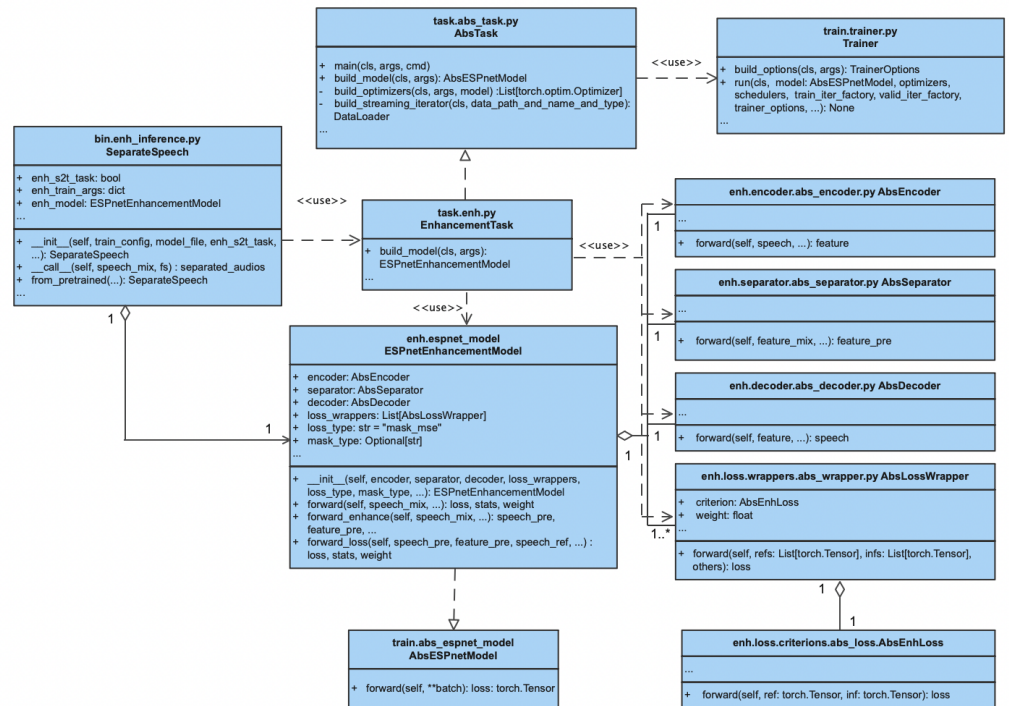 task.abs_task.py
AbsTask
+ main(cls, args, cmd)
+ build_model(cls, args): AbsESPnetModel
- build_optimizers(cls, args, model) :List[torch.optim.Optimizer]
- build_streaming_iterator(cls, data_path_and_name_and_type):
DataLoader
...
<<use>>
train.trainer.py
Trainer
+ build_options(cls, args): TrainerOptions
+ run(cls, model: AbsESPnetModel, optimizers,
schedulers, train_iter_factory, valid_iter_factory,
trainer_options, ...): None
...
bin.enh_inference.py
SeparateSpeech
+ enh_s2t_task: bool
+ enh_train_args: dict
+ enh_model: ESPnetEnhancementModel
...
+ __init__(self, train_config, model_file, enh_s2t_task,
...): SeparateSpeech
+ __call__(self, speech_mix, fs) : separated_audios
+ from_pretrained(...): SeparateSpeech
...
<<use>>
task.enh.py
EnhancementTask
+ build_model(cls, args):
ESPnetEnhancementModel
...
<<use>>
<<use>>
enh.encoder.abs_encoder.py AbsEncoder
...
+ forward(self, speech, ...): feature
1
enh.separator.abs_separator.py AbsSeparator
...
+ forward(self, feature_mix, ...): feature_pre
1
enh.decoder.abs_decoder.py AbsDecoder
...
+ forward(self, feature, ...): speech
1
enh.loss.wrappers.abs_wrapper.py AbsLossWrapper
+ criterion: AbsEnhLoss
+ weight: float
...
+ forward(self, refs: List[torch.Tensor], infs: List[torch.Tensor],
others): loss
1..*
1
1
1
1
enh.espnet_model
ESPnetEnhancementModel
+ encoder: AbsEncoder
+ separator: AbsSeparator
+ decoder: AbsDecoder
+ loss_wrappers: List[AbsLossWrapper]
+ loss_type: str = "mask_mse"
+ mask_type: Optional[str]
...
+ __init__(self, encoder, separator, decoder, loss_wrappers,
loss_type, mask_type, ...): ESPnetEnhancementModel
+ forward(self, speech_mix, ...): loss, stats, weight
+ forward_enhance(self, speech_mix, ...): speech_pre,
feature_pre, ...
+ forward_loss(self, speech_pre, feature_pre, speech_ref, ...) :
loss, stats, weight
1
train.abs_espnet_model
AbsESPnetModel
+ forward(self, **batch): loss: torch.Tensor
enh.loss.criterions.abs_loss.AbsEnhLoss
...
+ forward(self, ref: torch.Tensor, inf: torch.Tensor): loss